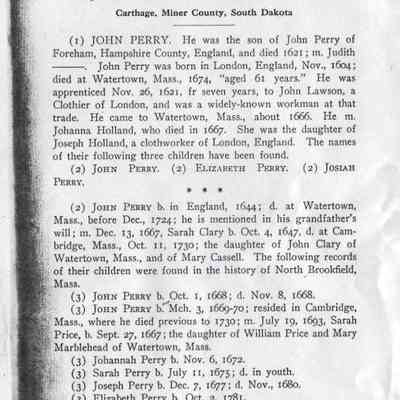 Carthage, Miner County, South Dakota
(1) JOHN PERRY. He was the son of John Perry of
Foreham, Hampshire County, England, and died 1621; m. Judith
———. John Perry was born in London, England, Nov., 1604;
died at Watertown, Mass., 1674, "aged 61 years." He was
apprenticed Nov. 26, 1621, fr seven years, to John Lawson, a
Clothier of London, and was a widely-known workman at that
trade. He came to Watertown, Mass., about 1666. He m.
Johanna Holland, who died in 1667. She was the daughter of
Joseph Holland, a clothworker of London, England. The names
of their following three children have been found.
(2) JOHN PERRY. (2) ELIZABETH PERRY. (2) JOSIAH
PERRY.
* * *
(2) JOHN PERRY b. in England, 1644; d. at Watertown,
Mass., before Dec., 1724; he is mentioned in his grandfather's
will; m. Dec. 13, 1667, Sarah Clary b. Oct. 4, 1647, d. at Cam-
bridge, Mass., Oct. 11, 1730; the daughter of John Clary of
Watertown, Mass., and of Mary Cassell. The following records
of their children were found in the history of North Brookfield,
Mass.
(3) JOHN PERRY b. Oct. 1, 1668; d. Nov. 8, 1668.
(3) JOHN PERRY b. Mch. 3, 1669-70; resided in Cambridge,
Mass., where he died previous to 1730; m. July 19, 1693, Sarah
Price, b. Sept. 27, 1667; the daughter of William Price and Mary
Marblehead of Watertown, Mass.
(3) Johannah Perry b. Nov. 6, 1672.
(3) Sarah Perry b. July 11, 1675; d. in youth.
(3) Joseph Perry b. Dec. 7, 1677; d. Nov., 1680.
(3) Elizabeth Perry b. Oct. 2, 1781.